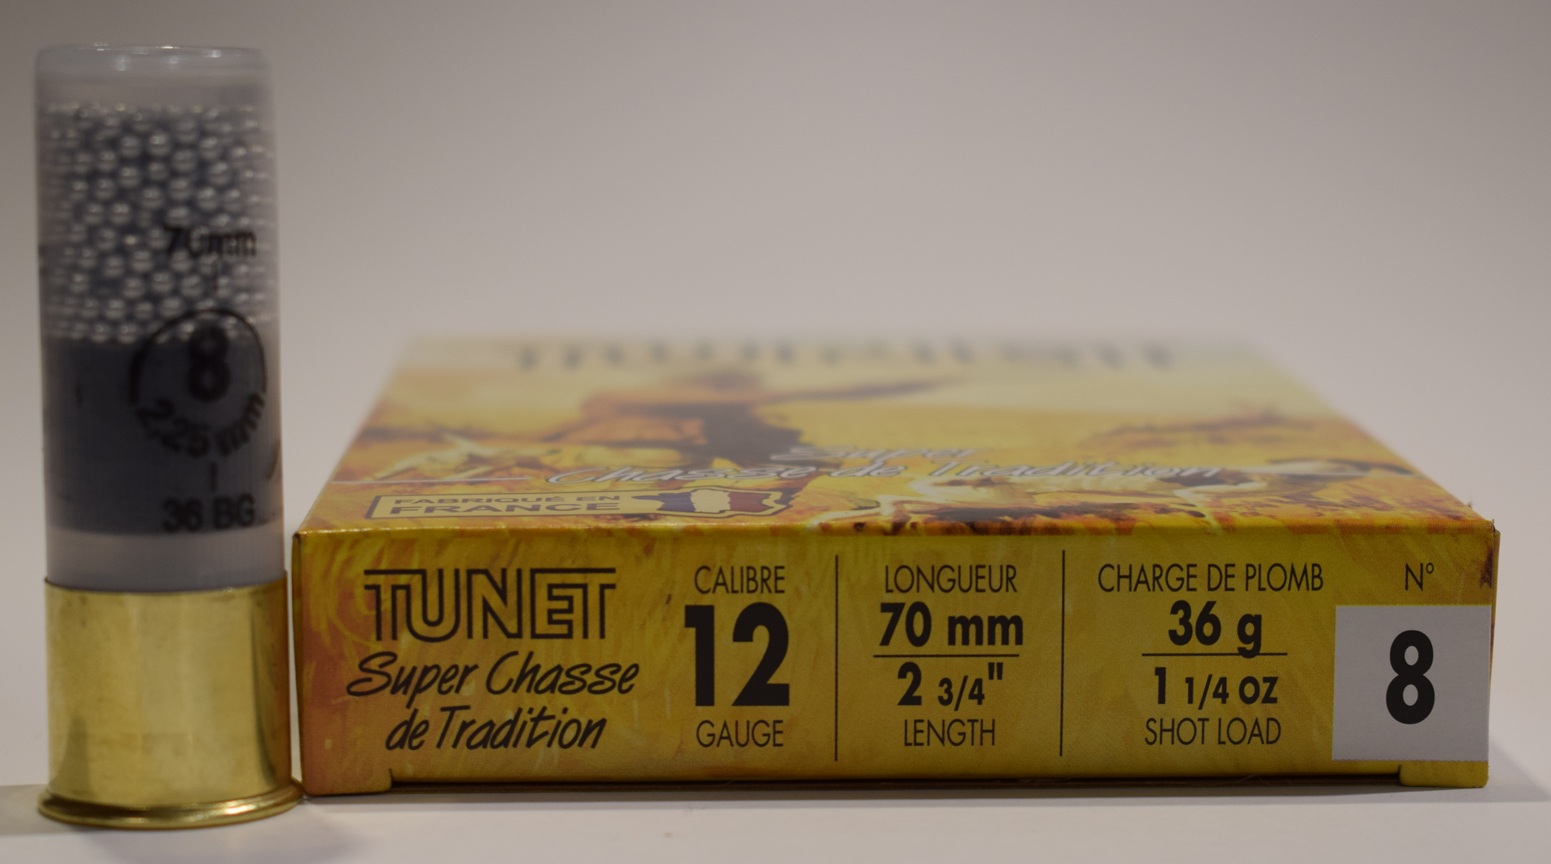 70mm
8
2,25 mm
36 BG
Super
Chasse de Tradition
FABRIQUÉ EN
FRANCE
TUNET
Super Chasse
de Tradition
CALIBRE
12
GAUGE
LONGUEUR
70 mm
2 3/4"
LENGTH
CHARGE DE PLOMB
36 g
1 1/4 oz
SHOT LOAD
N°
8